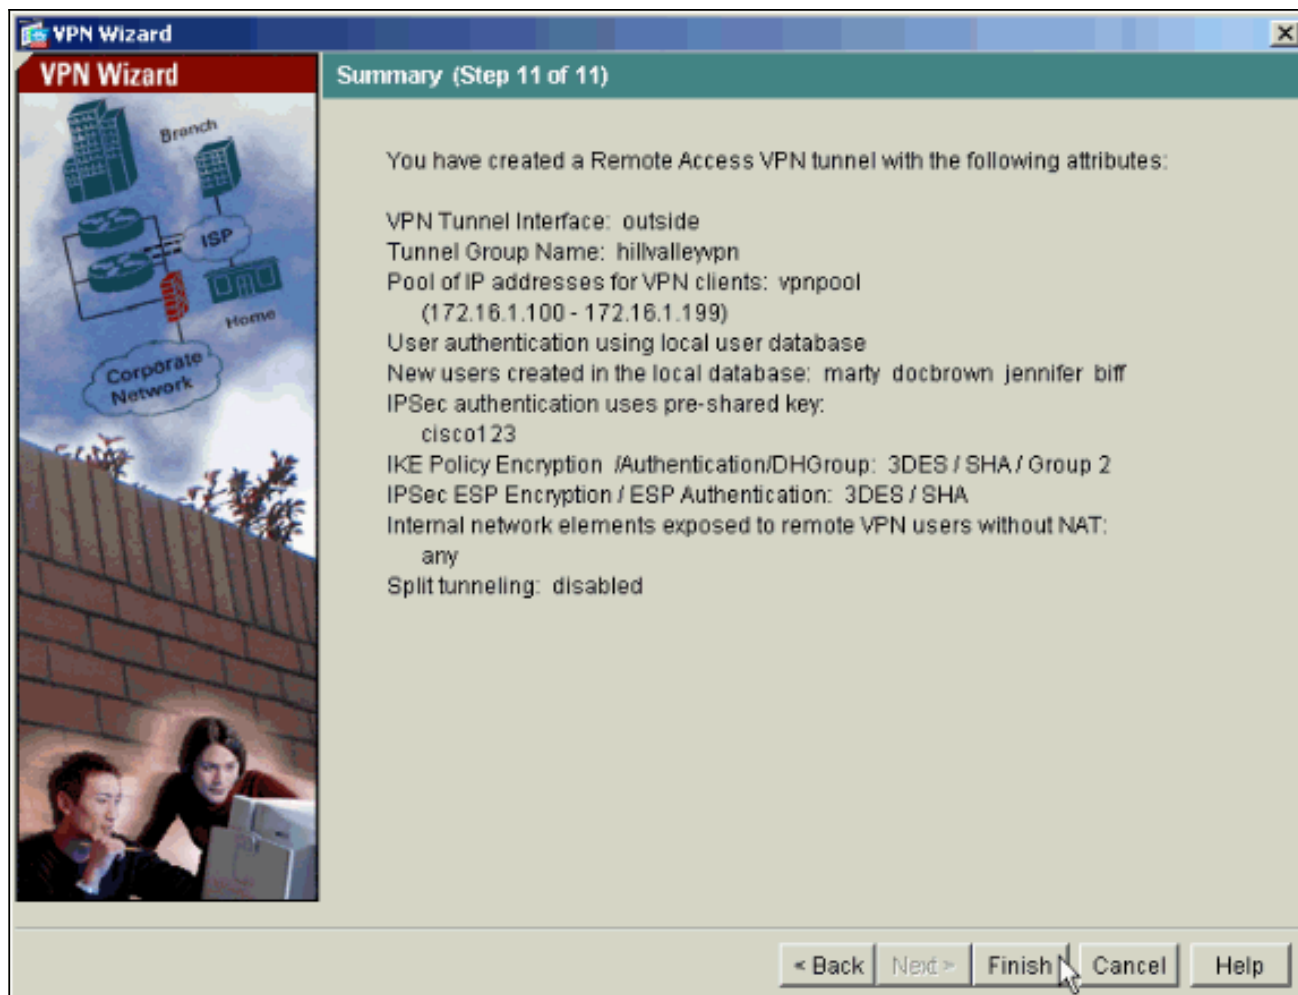 VPN Wizard
VPN Wizard
Summary (Step 11 of 11)
Branch
ISP
Home
Corporate
Network
You have created a Remote Access VPN tunnel with the following attributes:
VPN Tunnel Interface: outside
Tunnel Group Name: hillvalleyvpn
Pool of IP addresses for VPN clients: vpnpool
(172.16.1.100 - 172.16.1.199)
User authentication using local user database
New users created in the local database: marty docbrown jennifer biff
IPSec authentication uses pre-shared key:
cisco123
IKE Policy Encryption /Authentication/DHGroup: 3DES / SHA / Group 2
IPSec ESP Encryption / ESP Authentication: 3DES / SHA
Internal network elements exposed to remote VPN users without NAT:
any
Split tunneling: disabled
< Back Next > Finish Cancel Help